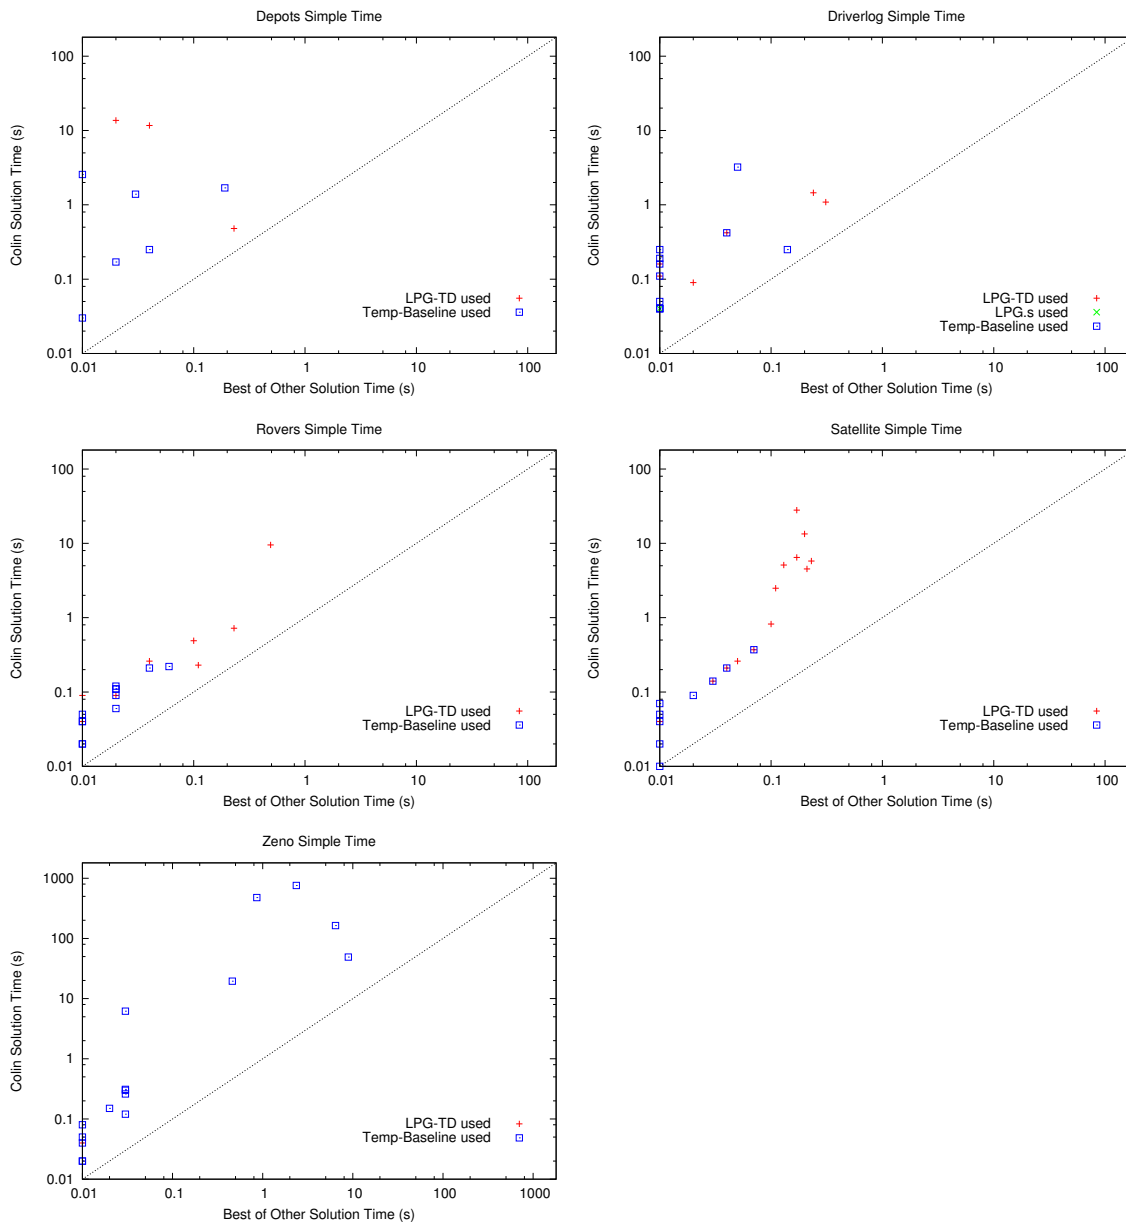 Depots Simple Time
Colin Solution Time (s)
100
10
1
0.1
0.01
LPG-TD used
Temp-Baseline used
0.01 0.1 1 10 100
Best of Other Solution Time (s)
Driverlog Simple Time
Colin Solution Time (s)
100
10
1
0.1
0.01
LPG-TD used
LPG.s used
Temp-Baseline used
0.01 0.1 1 10 100
Best of Other Solution Time (s)
Rovers Simple Time
Colin Solution Time (s)
100
10
1
0.1
0.01
LPG-TD used
Temp-Baseline used
0.01 0.1 1 10 100
Best of Other Solution Time (s)
Satellite Simple Time
Colin Solution Time (s)
100
10
1
0.1
0.01
LPG-TD used
Temp-Baseline used
0.01 0.1 1 10 100
Best of Other Solution Time (s)
Zeno Simple Time
Colin Solution Time (s)
1000
100
10
1
0.1
0.01
LPG-TD used
Temp-Baseline used
0.01 0.1 1 10 100 1000
Best of Other Solution Time (s)